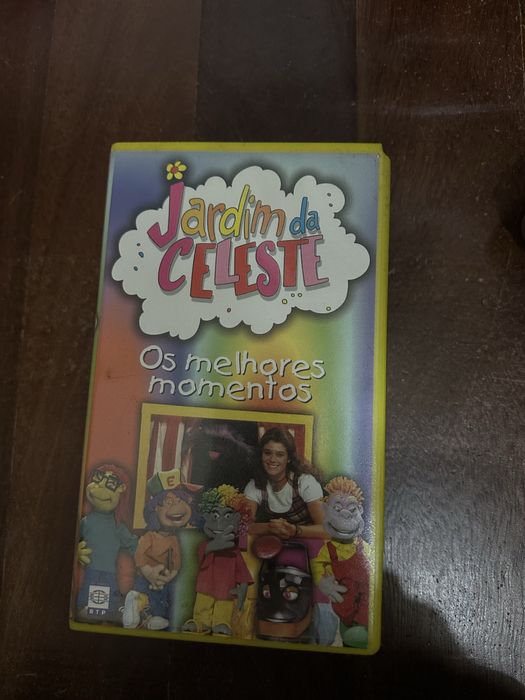 Jardim da
CELESTE
Os melhores
momentos
E
RTP